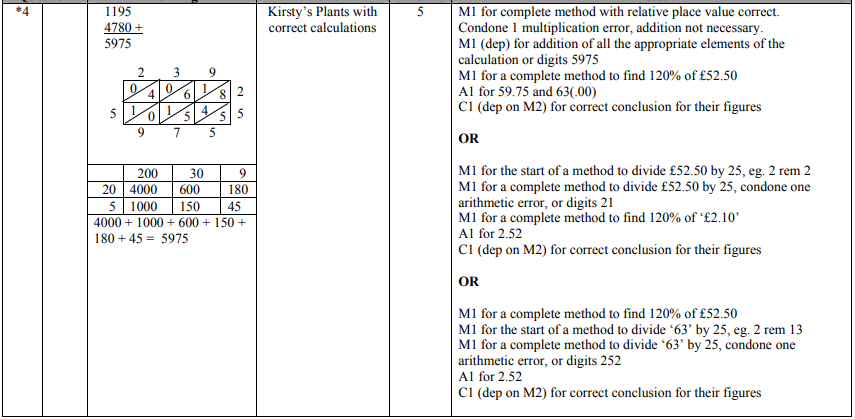 *4
1195
4780 +
5975
2 3 9
0 4 0 6 1 8 2
5 1 0 1 5 4 5 5
9 7 5
200 30 9
20 4000 600 180
5 1000 150 45
4000 + 1000 + 600 + 150 +
180 + 45 = 5975
Kirsty's Plants with
correct calculations
5
M1 for complete method with relative place value correct.
Condone 1 multiplication error, addition not necessary.
M1 (dep) for addition of all the appropriate elements of the
calculation or digits 5975
M1 for a complete method to find 120% of £52.50
A1 for 59.75 and 63(.00)
C1 (dep on M2) for correct conclusion for their figures
OR
M1 for the start of a method to divide £52.50 by 25, eg. 2 rem 2
M1 for a complete method to divide £52.50 by 25, condone one
arithmetic error, or digits 21
M1 for a complete method to find 120% of '£2.10'
A1 for 2.52
C1 (dep on M2) for correct conclusion for their figures
OR
M1 for a complete method to find 120% of £52.50
M1 for the start of a method to divide '63' by 25, eg. 2 rem 13
M1 for a complete method to divide '63' by 25, condone one
arithmetic error, or digits 252
A1 for 2.52
C1 (dep on M2) for correct conclusion for their figures